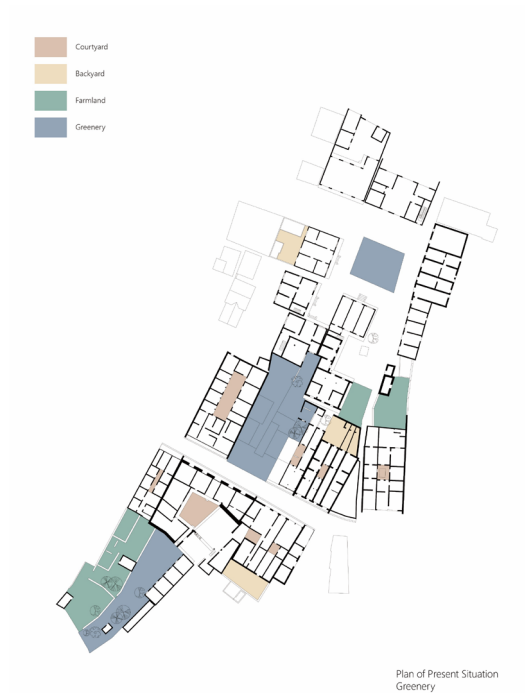 Courtyard
Backyard
Farmland
Greenery
Plan of Present Situation
Greenery